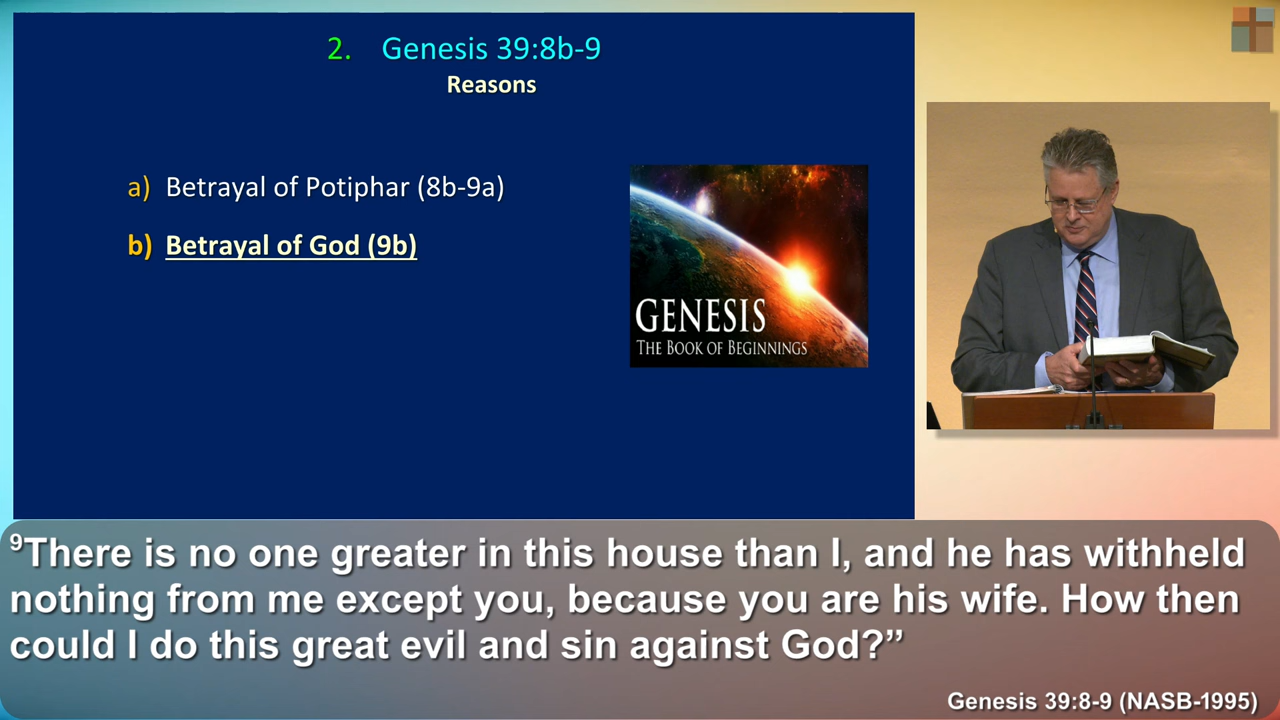 2. Genesis 39:8b-9
Reasons
a) Betrayal of Potiphar (8b-9a)
b) Betrayal of God (9b)
GENESIS
THE BOOK OF BEGINNINGS
⁹There is no one greater in this house than I, and he has withheld
nothing from me except you, because you are his wife. How then
could I do this great evil and sin against God?”
Genesis 39:8-9 (NASB-1995)